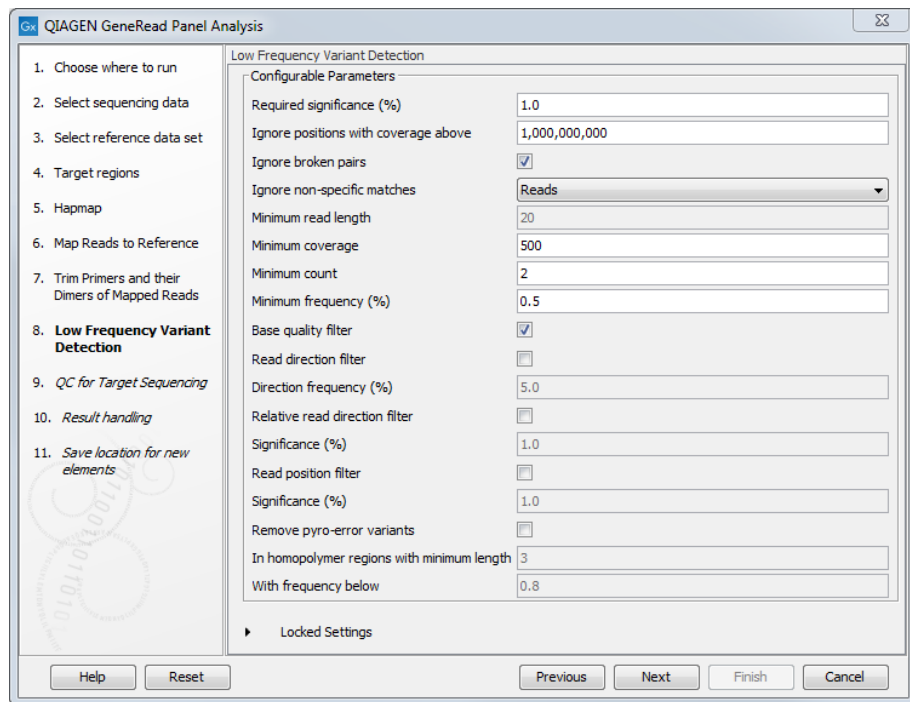 Gx QIAGEN GeneRead Panel Analysis
1. Choose where to run
2. Select sequencing data
3. Select reference data set
4. Target regions
5. Hapmap
6. Map Reads to Reference
7. Trim Primers and their
Dimers of Mapped Reads
8. Low Frequency Variant
Detection
9. QC for Target Sequencing
10. Result handling
11. Save location for new
elements
Low Frequency Variant Detection
Configurable Parameters
Required significance (%) 1.0
Ignore positions with coverage above 1,000,000,000
Ignore broken pairs
Ignore non-specific matches Reads
Minimum read length 20
Minimum coverage 500
Minimum count 2
Minimum frequency (%) 0.5
Base quality filter
Read direction filter
Direction frequency (%) 5.0
Relative read direction filter
Significance (%) 1.0
Read position filter
Significance (%) 1.0
Remove pyro-error variants
In homopolymer regions with minimum length 3
With frequency below 0.8
Locked Settings
Help Reset Previous Next Finish Cancel